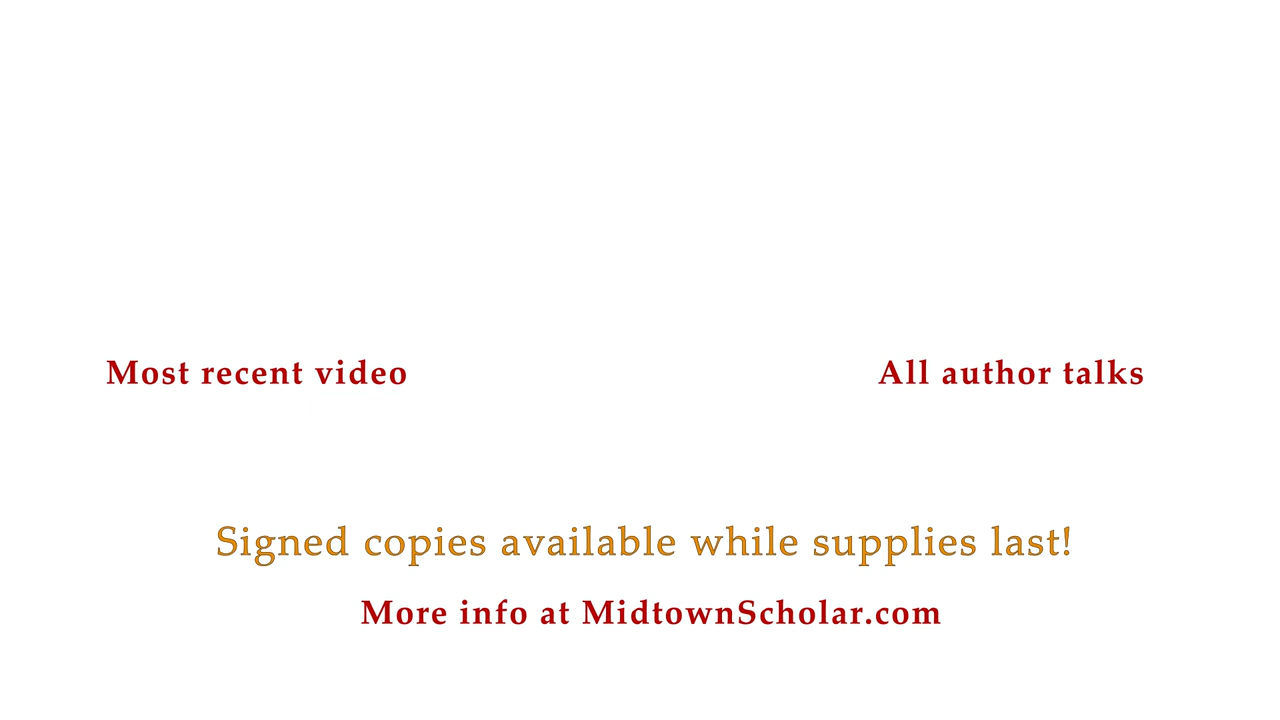 Most recent video
All author talks
Signed copies available while supplies last!
More info at MidtownScholar.com